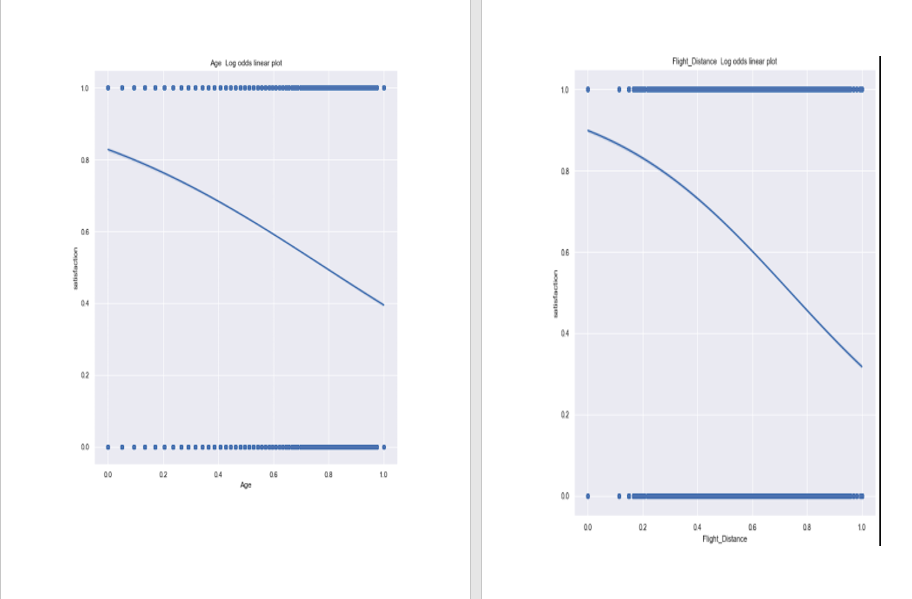 Age Log odds linear plot
1.0
0.8
0.6
0.4
0.2
0.0
satisfaction
0.0 0.2 0.4 0.6 0.8 1.0
Age
Flight_Distance Log odds linear plot
1.0
0.8
0.6
0.4
0.2
0.0
satisfaction
0.0 0.2 0.4 0.6 0.8 1.0
Flight_Distance